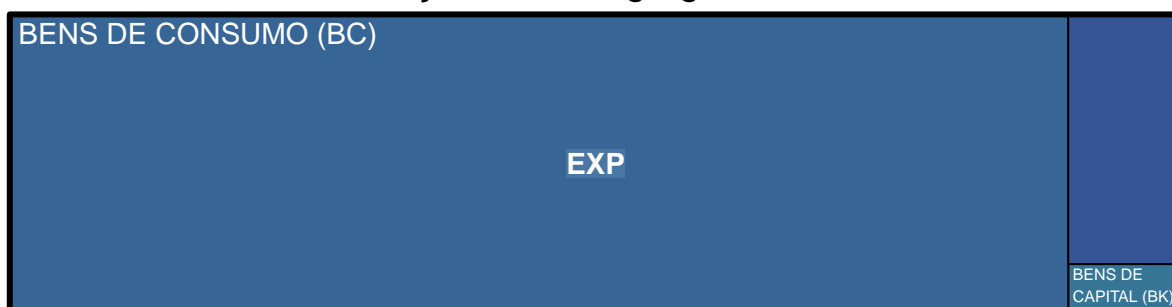 BENS DE CONSUMO (BC)
EXP
BENS DE
CAPITAL (BK)